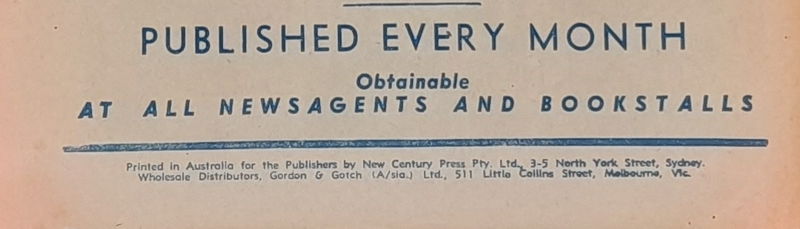 PUBLISHED EVERY MONTH
Obtainable
AT ALL NEWSAGENTS AND BOOKSTALLS
Printed in Australia for the Publishers by New Century Press Pty. Ltd., 3-5 North York Street, Sydney.
Wholesale Distributors, Gordon & Gotch (A/sia.) Ltd., 511 Little Collins Street, Melbourne, Vic.